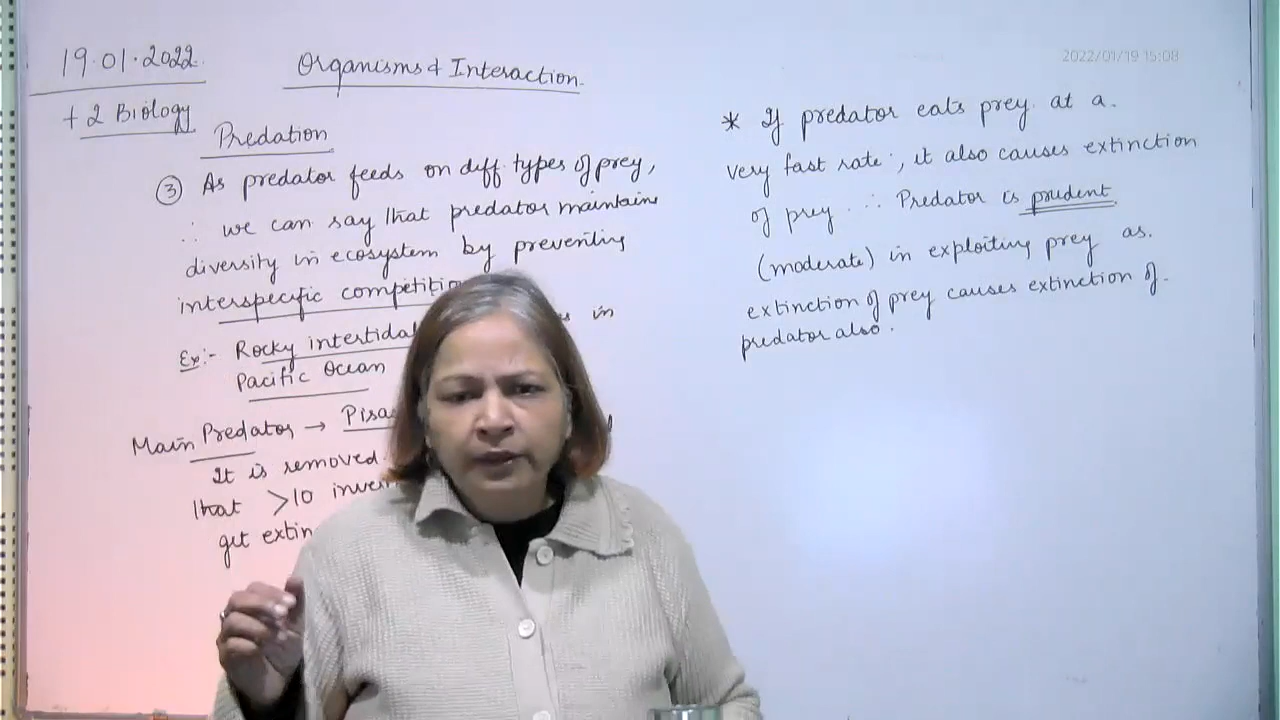 19.01.2022
Organisms & Interaction
2022/01/19 15:08
+2 Biology
Predation
③ As predator feeds on diff. types of prey,
∴ we can say that predator maintains
diversity in ecosystem by preventing
interspecific
Ex:- Rocky intertidal in
Pacific Ocean
Main Predator →
It is removed
that >10
get
* If predator eats prey at a
very fast rate, it also causes extinction
of prey. ∴ Predator is prudent
(moderate) in exploiting prey as
extinction of prey causes extinction of
predator also.